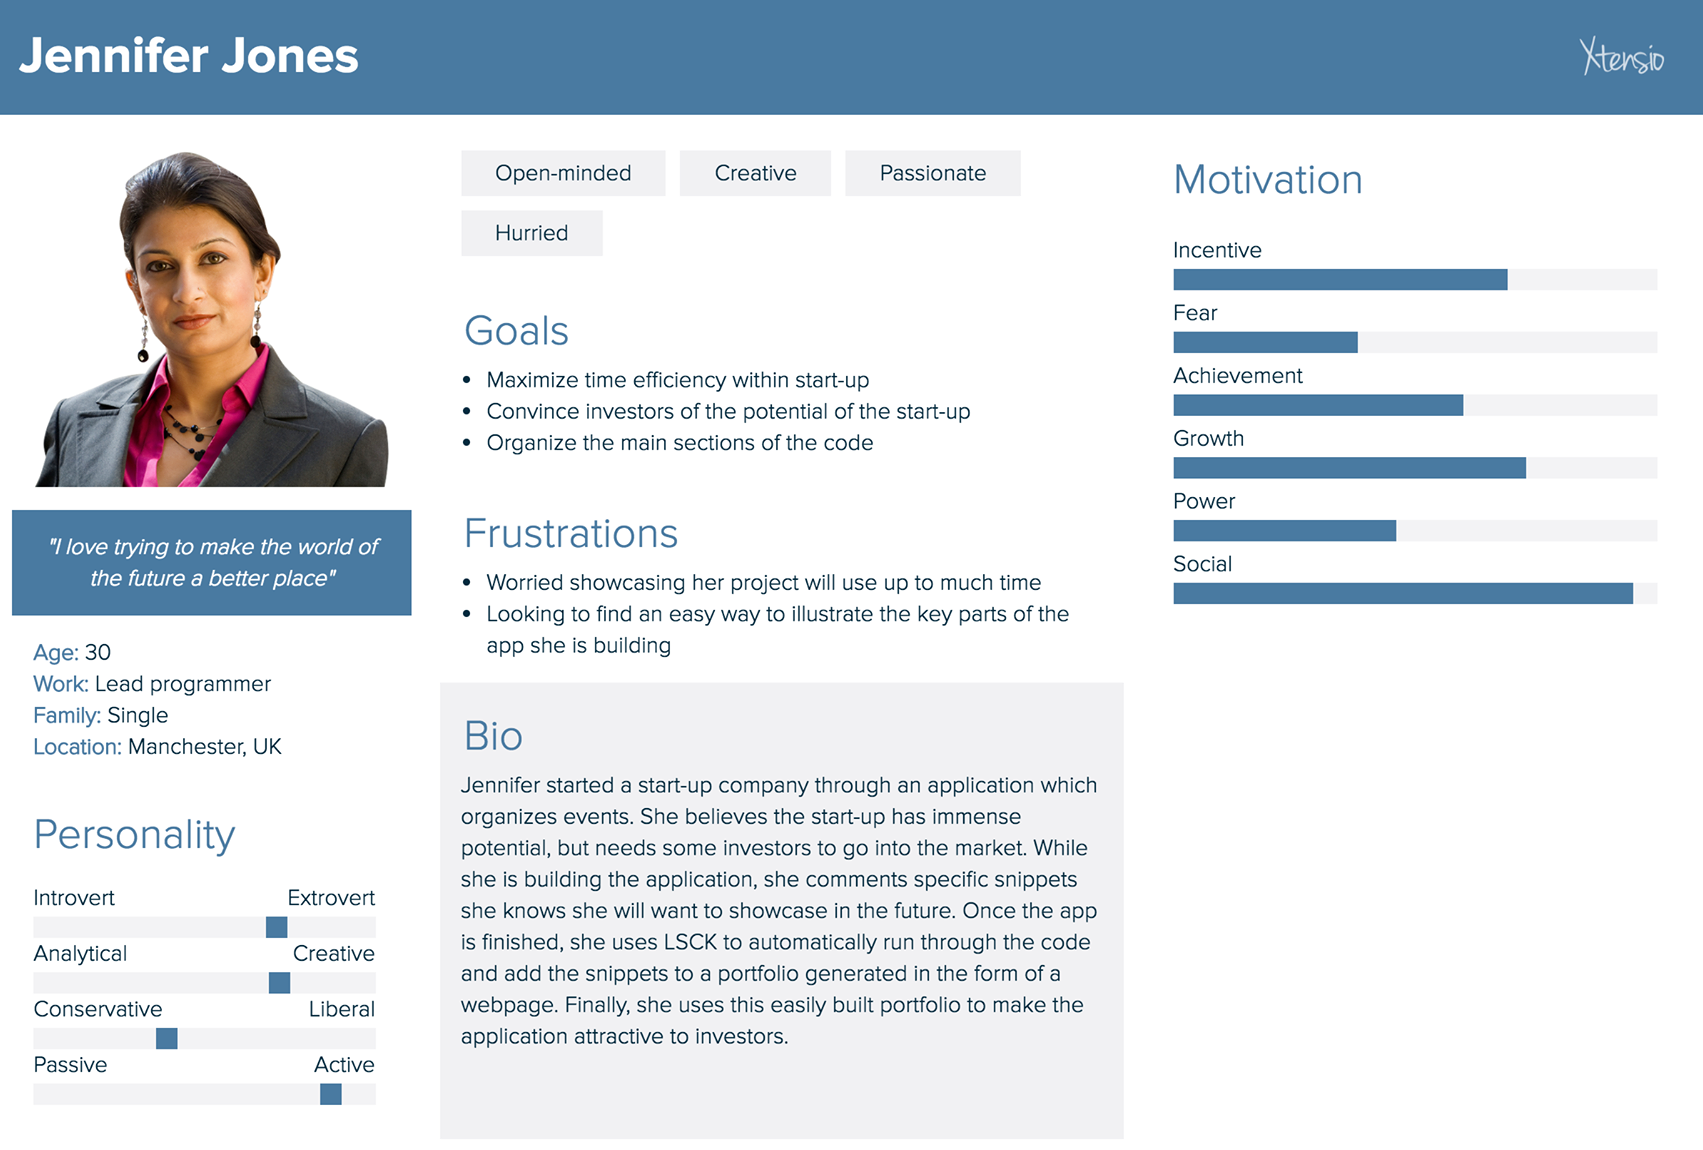 Jennifer Jones
Xtensio
"I love trying to make the world of
the future a better place"
Age: 30
Work: Lead programmer
Family: Single
Location: Manchester, UK
Personality
Introvert Extrovert
Analytical Creative
Conservative Liberal
Passive Active
Open-minded Creative Passionate
Hurried
Goals
• Maximize time efficiency within start-up
• Convince investors of the potential of the start-up
• Organize the main sections of the code
Frustrations
• Worried showcasing her project will use up to much time
• Looking to find an easy way to illustrate the key parts of the
app she is building
Bio
Jennifer started a start-up company through an application which
organizes events. She believes the start-up has immense
potential, but needs some investors to go into the market. While
she is building the application, she comments specific snippets
she knows she will want to showcase in the future. Once the app
is finished, she uses LSCK to automatically run through the code
and add the snippets to a portfolio generated in the form of a
webpage. Finally, she uses this easily built portfolio to make the
application attractive to investors.
Motivation
Incentive
Fear
Achievement
Growth
Power
Social